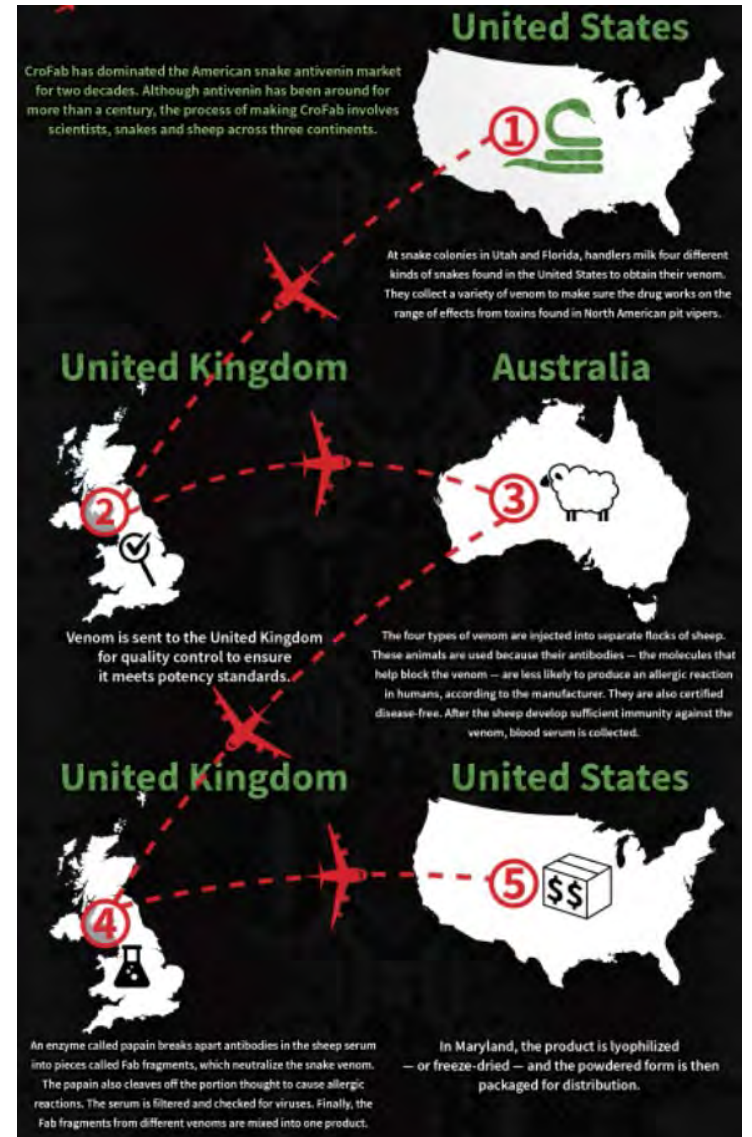 United States
CroFab has dominated the American snake antivenin market
for two decades. Although antivenin has been around for
more than a century, the process of making CroFab involves
scientists, snakes and sheep across three continents.
1
At snake colonies in Utah and Florida, handlers milk four different
kinds of snakes found in the United States to obtain their venom.
They collect a variety of venom to make sure the drug works on the
range of effects from toxins found in North American pit vipers.
United Kingdom
2
Venom is sent to the United Kingdom
for quality control to ensure
it meets potency standards.
Australia
3
The four types of venom are injected into separate flocks of sheep.
These animals are used because their antibodies — the molecules that
help block the venom — are less likely to produce an allergic reaction
in humans, according to the manufacturer. They are also certified
disease-free. After the sheep develop sufficient immunity against the
venom, blood serum is collected.
United Kingdom
4
An enzyme called papain breaks apart antibodies in the sheep serum
into pieces called Fab fragments, which neutralize the snake venom.
The papain also cleaves off the portion thought to cause allergic
reactions. The serum is filtered and checked for viruses. Finally, the
Fab fragments from different venoms are mixed into one product.
United States
5
$$
In Maryland, the product is lyophilized
— or freeze-dried — and the powdered form is then
packaged for distribution.